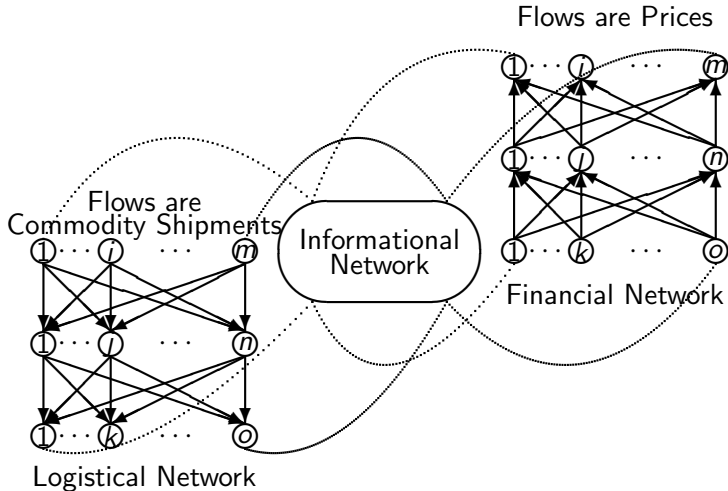 Flows are Prices
1 ··· i ··· m
1 ··· j ··· n
1 ··· k ··· o
Financial Network
Informational
Network
Flows are
Commodity Shipments
1 ··· i ··· m
1 ··· j ··· n
1 ··· k ··· o
Logistical Network